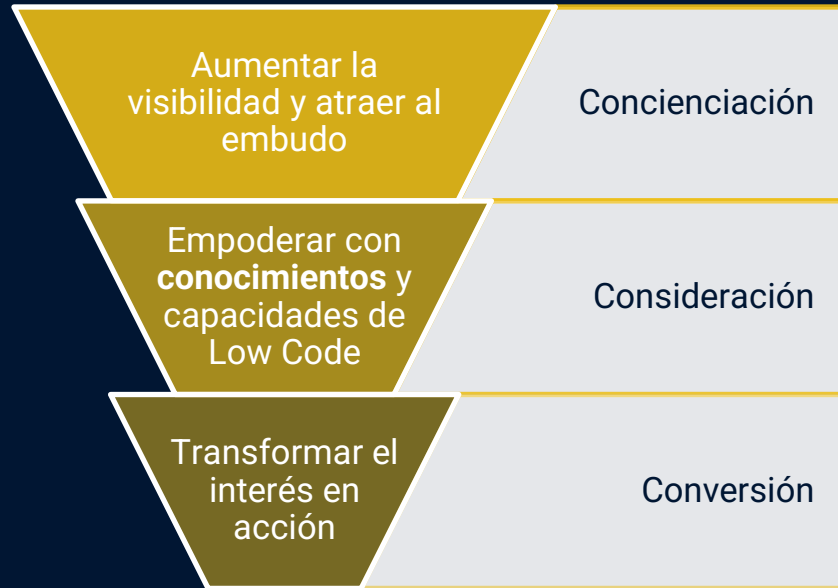 Aumentar la
visibilidad y atraer al
embudo
Concienciación
Empoderar con
conocimientos y
capacidades de
Low Code
Consideración
Transformar el
interés en
acción
Conversión